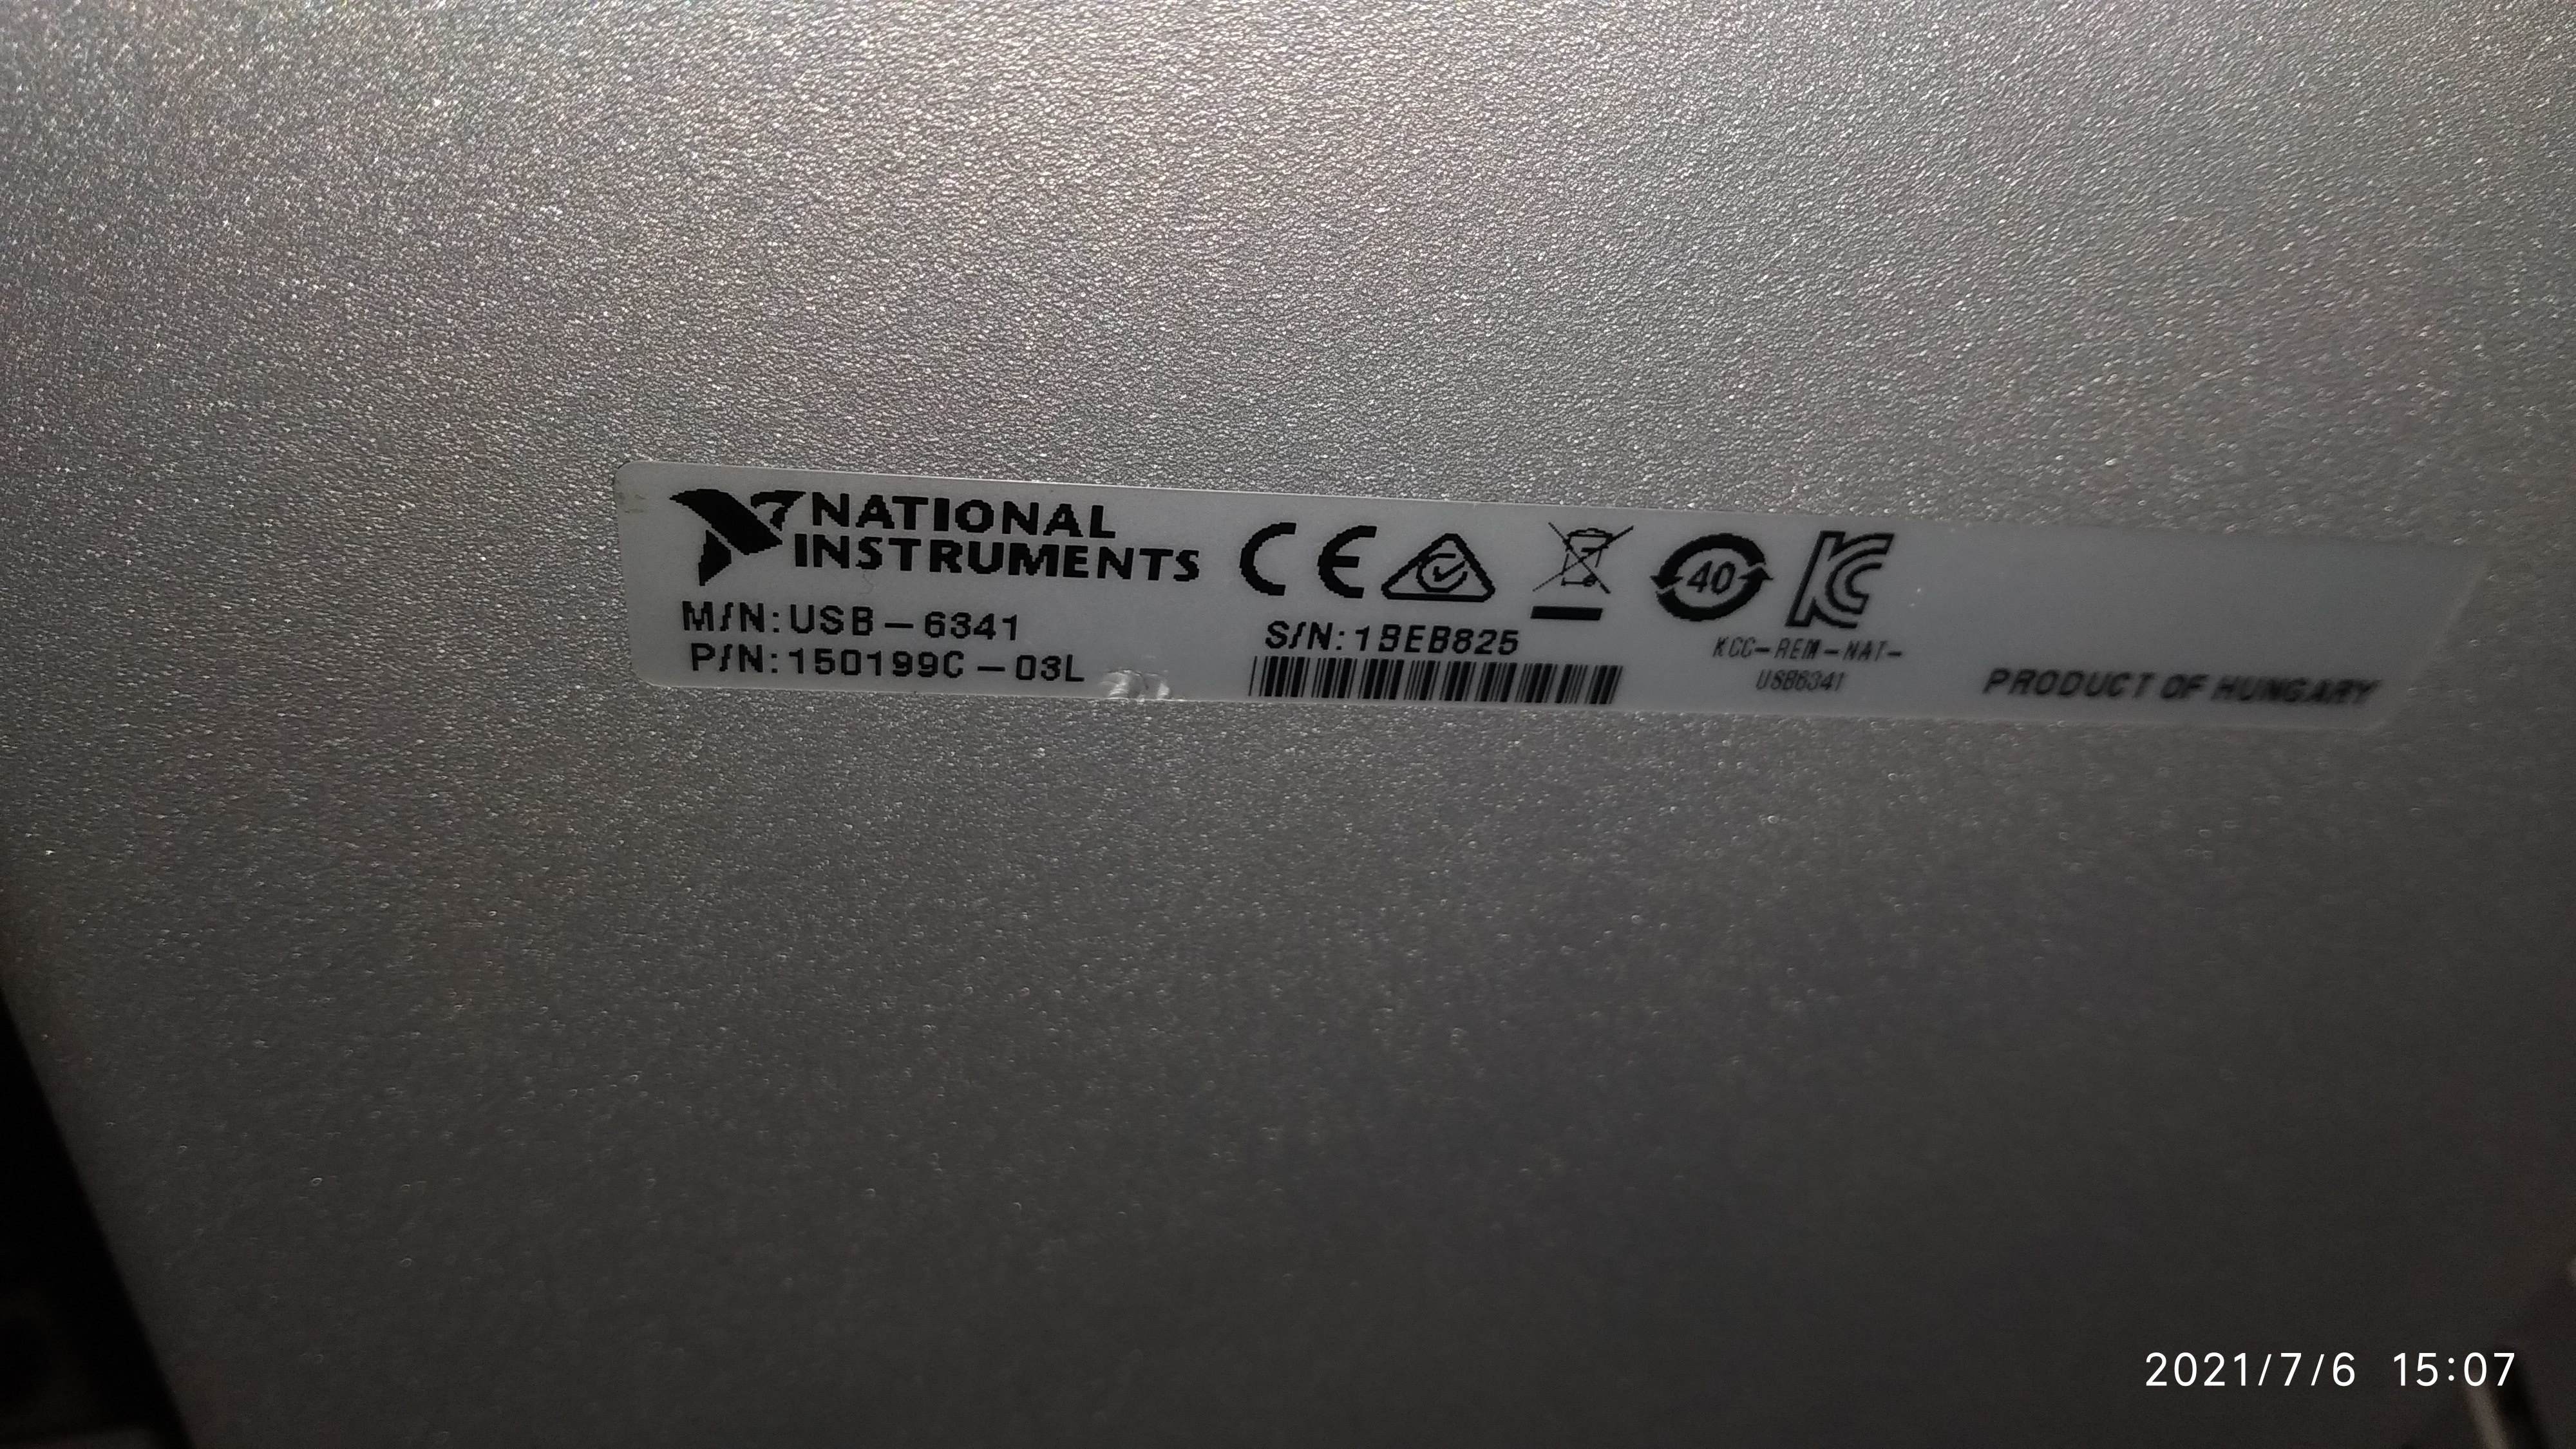 NATIONAL
INSTRUMENTS
CE
40
KC
M/N:USB-6341
S/N:1BEB825
KCC-REM-NAT-
USB6341
P/N:150199C-03L
PRODUCT OF HUNGARY
2021/7/6 15:07